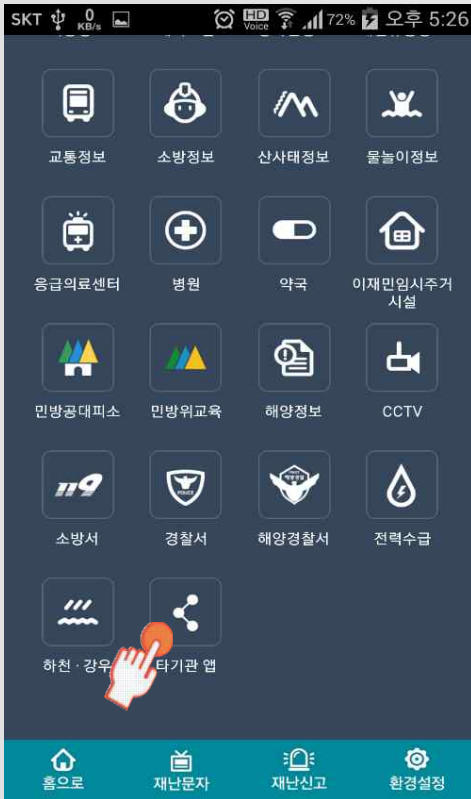 SKT 0 KB/s HD Voice 72% 오후 5:26
교통정보 소방정보 산사태정보 물놀이정보
응급의료센터 병원 약국 이재민임시주거
시설
민방공대피소 민방위교육 해양정보 CCTV
119 POLICE 해양경찰
소방서 경찰서 해양경찰서 전력수급
하천 · 강우 타기관 앱
홈으로 재난문자 재난신고 환경설정